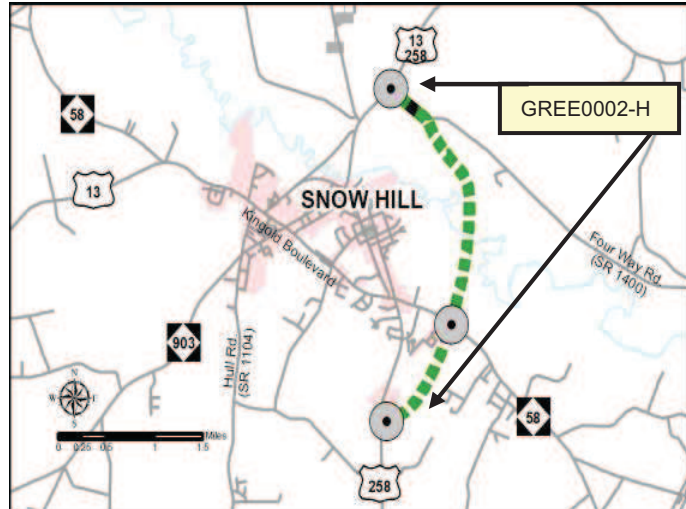 13
258
GREE0002-H
58
13
SNOW HILL
Kingold Boulevard
Four Way Rd.
(SR 1400)
903
Hull Rd.
(SR 1104)
N
W
E
S
Miles
0 0.25 0.5 1 1.5
58
258